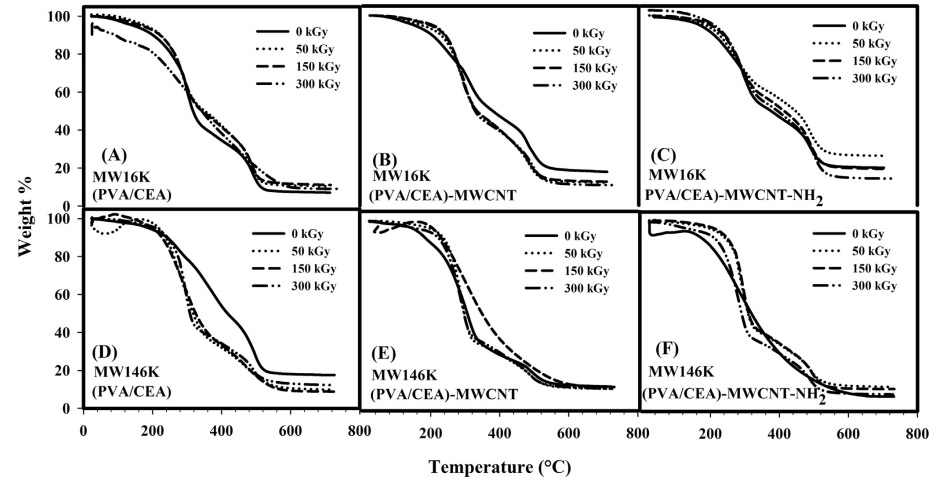 100
80
60
40
20
0
Weight %
0 kGy
50 kGy
150 kGy
300 kGy
(A)
MW16K
(PVA/CEA)
0 kGy
50 kGy
150 kGy
300 kGy
(B)
MW16K
(PVA/CEA)-MWCNT
0 kGy
50 kGy
150 kGy
300 kGy
(C)
MW16K
PVA/CEA)-MWCNT-NH2
100
80
60
40
20
0
0 kGy
50 kGy
150 kGy
300 kGy
(D)
MW146K
(PVA/CEA)
0 kGy
50 kGy
150 kGy
300 kGy
(E)
MW146K
(PVA/CEA)-MWCNT
0 kGy
50 kGy
150 kGy
300 kGy
(F)
MW146K
(PVA/CEA)-MWCNT-NH2
0 200 400 600 800 200 400 600 800 200 400 600 800
Temperature (°C)